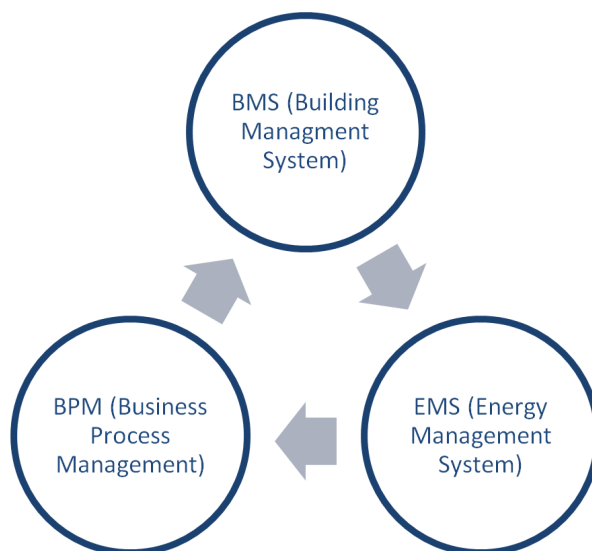 BMS (Building
Managment
System)
BPM (Business
Process
Management)
EMS (Energy
Management
System)